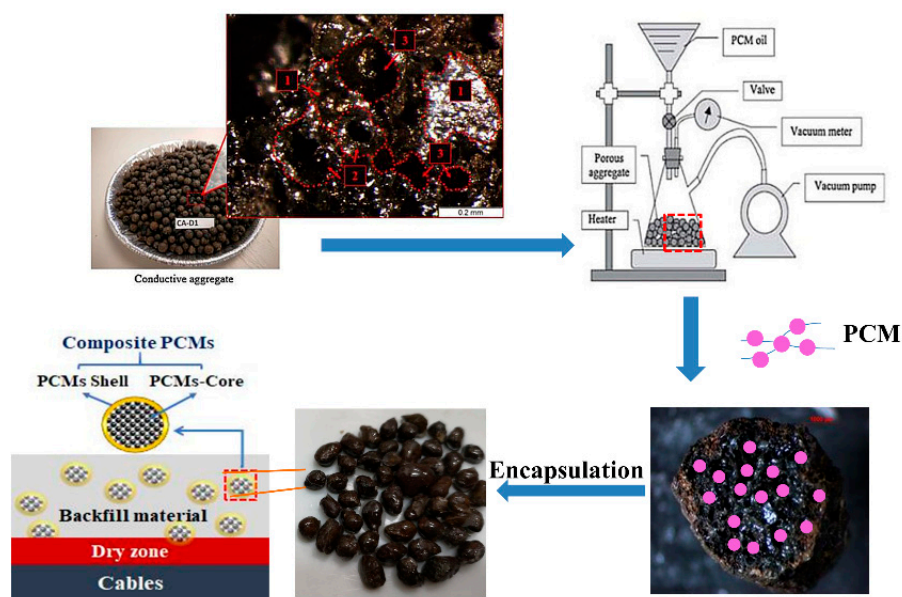 3
1
1
2
3
0.2 mm
CA-D1
Conductive aggregate
PCM oil
Valve
Vacuum meter
Porous
aggregate
Vacuum pump
Heater
PCM
Composite PCMs
PCMs Shell
PCMs-Core
Encapsulation
Backfill material
Dry zone
Cables